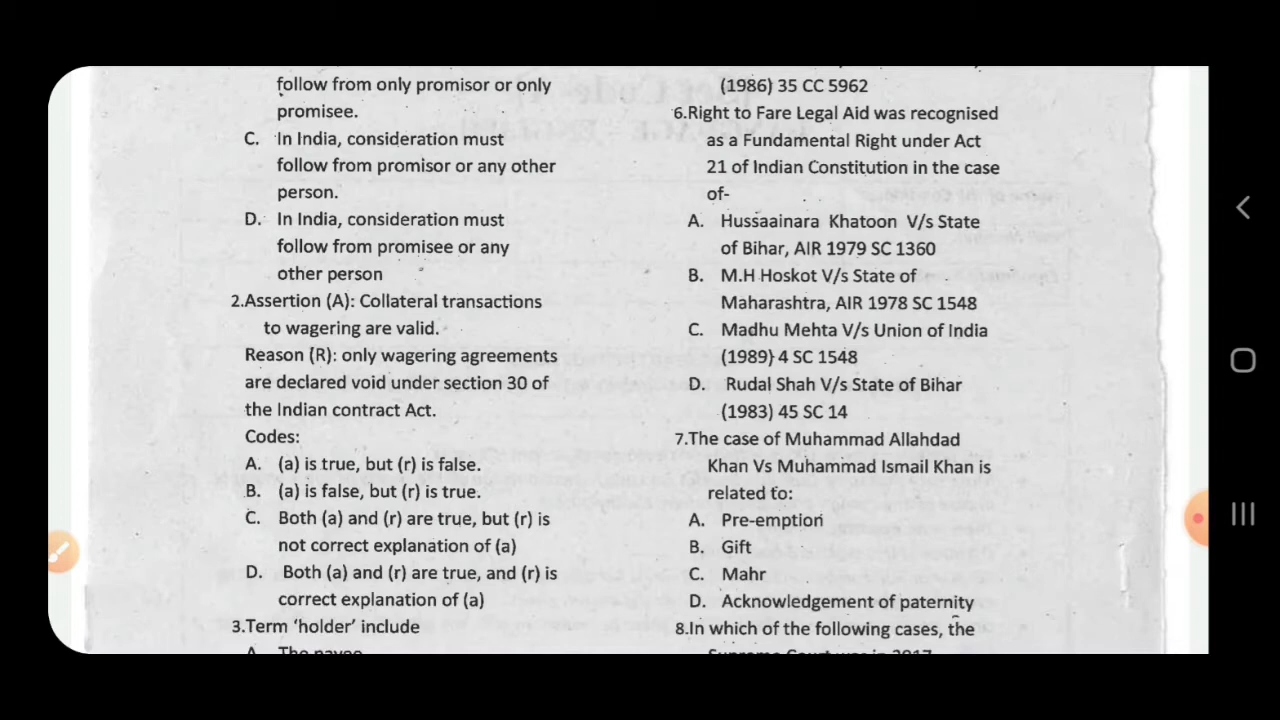 follow from only promisor or only
promisee.
C. In India, consideration must
follow from promisor or any other
person.
D. In India, consideration must
follow from promisee or any
other person
2.Assertion (A): Collateral transactions
to wagering are valid.
Reason (R): only wagering agreements
are declared void under section 30 of
the Indian contract Act.
Codes:
A. (a) is true, but (r) is false.
B. (a) is false, but (r) is true.
C. Both (a) and (r) are true, but (r) is
not correct explanation of (a)
D. Both (a) and (r) are true, and (r) is
correct explanation of (a)
3.Term 'holder' include
A. The payee
(1986) 35 CC 5962
6.Right to Fare Legal Aid was recognised
as a Fundamental Right under Act
21 of Indian Constitution in the case
of-
A. Hussaainara Khatoon V/s State
of Bihar, AIR 1979 SC 1360
B. M.H Hoskot V/s State of
Maharashtra, AIR 1978 SC 1548
C. Madhu Mehta V/s Union of India
(1989) 4 SC 1548
D. Rudal Shah V/s State of Bihar
(1983) 45 SC 14
7.The case of Muhammad Allahdad
Khan Vs Muhammad Ismail Khan is
related to:
A. Pre-emption
B. Gift
C. Mahr
D. Acknowledgement of paternity
8.In which of the following cases, the
Supreme Court was in 2017